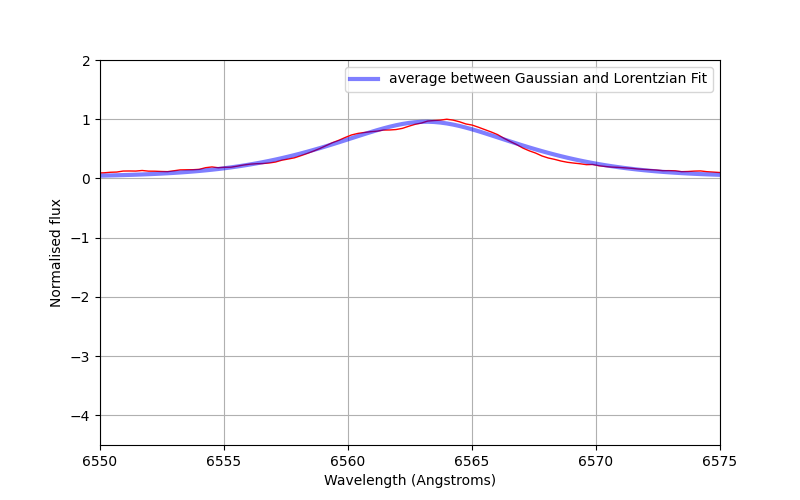 average between Gaussian and Lorentzian Fit
2
1
0
−1
−2
−3
−4
Normalised flux
6550 6555 6560 6565 6570 6575
Wavelength (Angstroms)